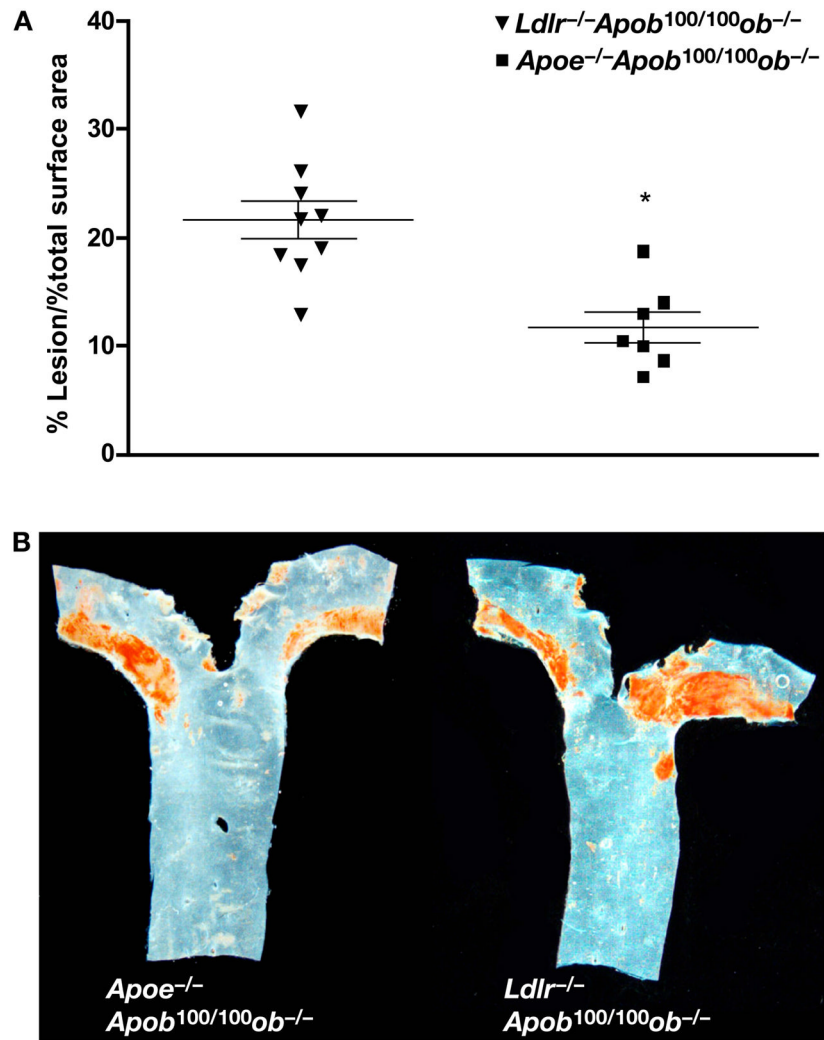 A
40
30
20
10
0
% Lesion/%total surface area
▼ Ldlr–/–Apob100/100ob–/–
■ Apoe–/–Apob100/100ob–/–
*
B
Apoe–/–
Apob100/100ob–/–
Ldlr–/–
Apob100/100ob–/–